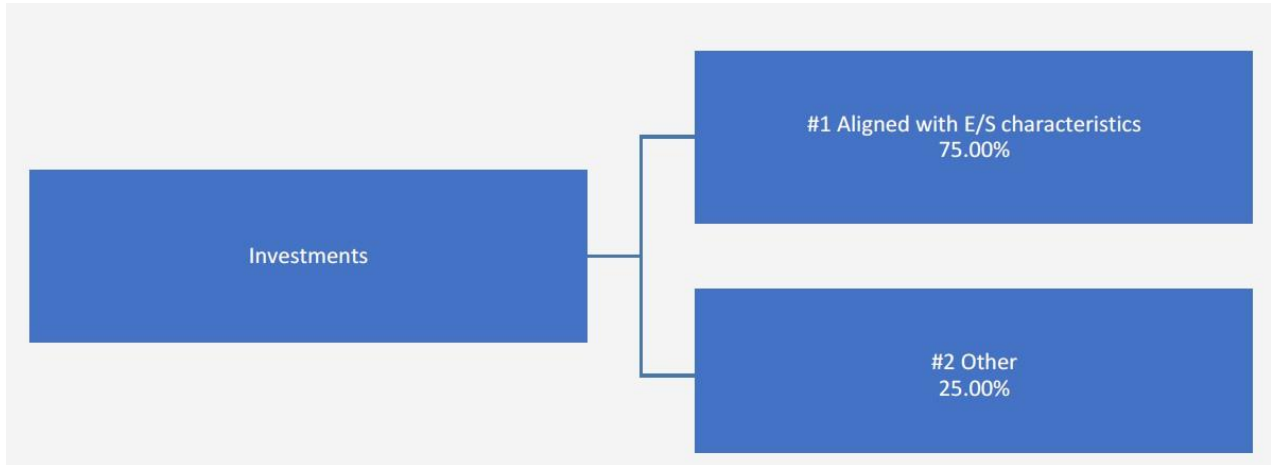 Investments
#1 Aligned with E/S characteristics
75.00%
#2 Other
25.00%